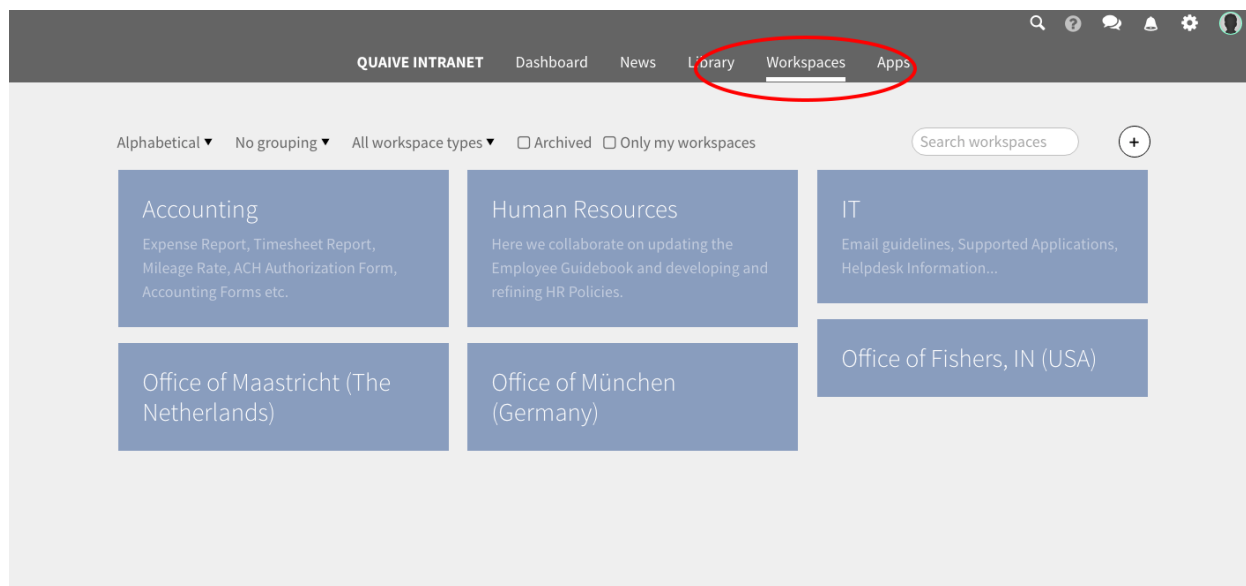 QUAIVE INTRANET Dashboard News Library Workspaces Apps
Alphabetical No grouping All workspace types Archived Only my workspaces Search workspaces
Accounting
Expense Report, Timesheet Report,
Mileage Rate, ACH Authorization Form,
Accounting Forms etc.
Human Resources
Here we collaborate on updating the
Employee Guidebook and developing and
refining HR Policies.
IT
Email guidelines, Supported Applications,
Helpdesk Information...
Office of Maastricht (The
Netherlands)
Office of München
(Germany)
Office of Fishers, IN (USA)